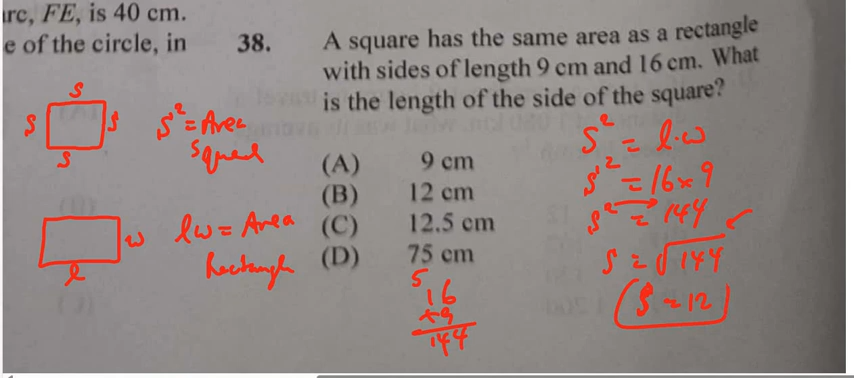 arc, FE, is 40 cm.
e of the circle, in
38. A square has the same area as a rectangle
with sides of length 9 cm and 16 cm. What
is the length of the side of the square?
(A) 9 cm
(B) 12 cm
(C) 12.5 cm
(D) 75 cm
s
s s
s
s² = Area
w
l
lw = Area
5
16
×9
144
s² = l·w
s² = 16×9
s² = 144
s = √144
s = 12